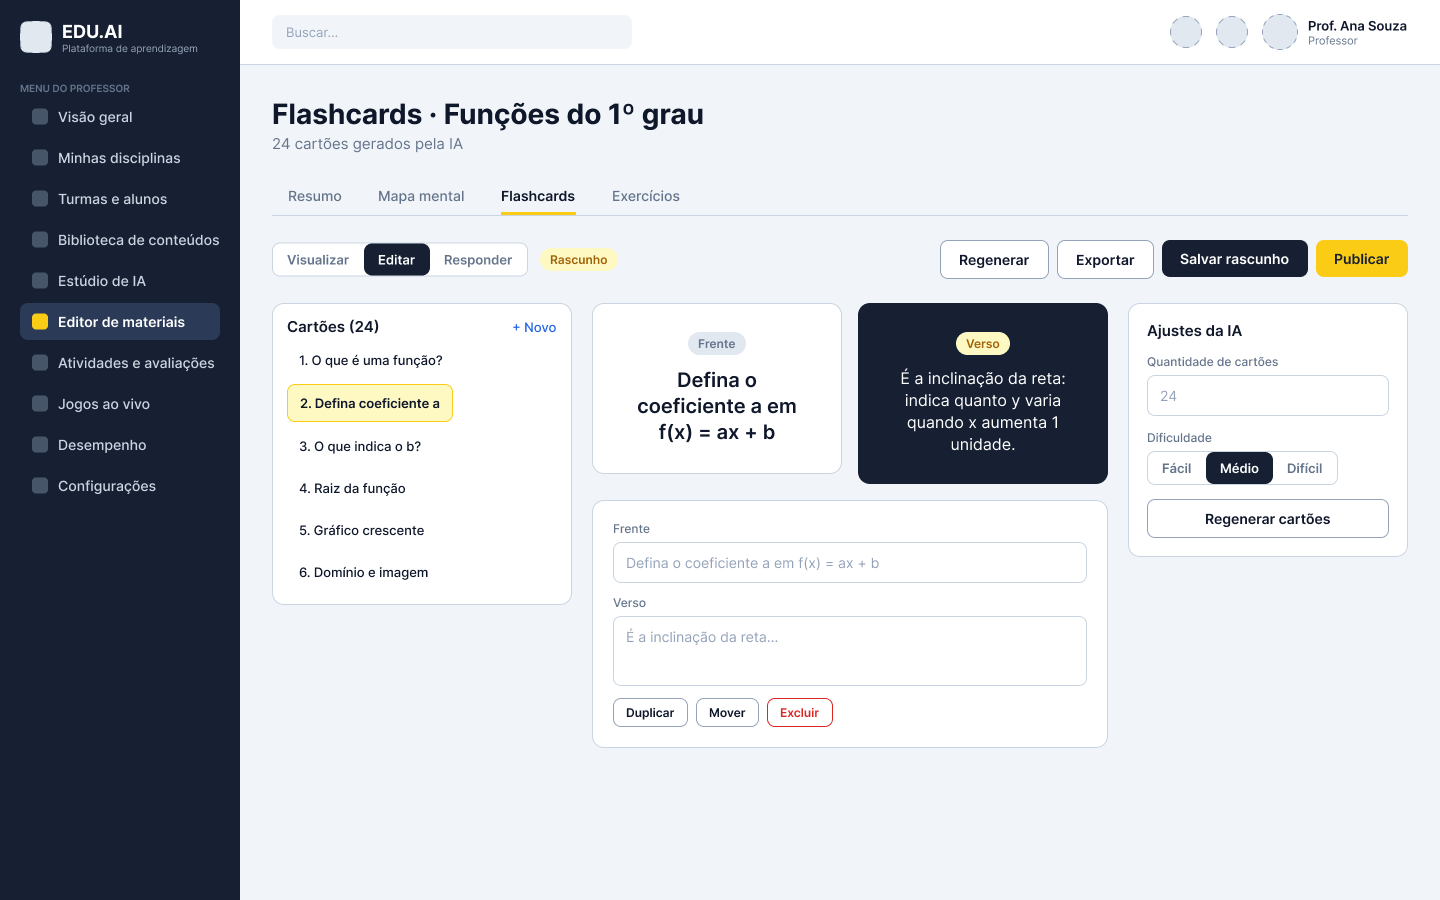 EDU.AI
Plataforma de aprendizagem
MENU DO PROFESSOR
Visão geral
Minhas disciplinas
Turmas e alunos
Biblioteca de conteúdos
Estúdio de IA
Editor de materiais
Atividades e avaliações
Jogos ao vivo
Desempenho
Configurações
Buscar...
Prof. Ana Souza
Professor
Flashcards · Funções do 1º grau
24 cartões gerados pela IA
Resumo
Mapa mental
Flashcards
Exercícios
Visualizar
Editar
Responder
Rascunho
Regenerar
Exportar
Salvar rascunho
Publicar
Cartões (24)
+ Novo
1. O que é uma função?
2. Defina coeficiente a
3. O que indica o b?
4. Raiz da função
5. Gráfico crescente
6. Domínio e imagem
Frente
Defina o
coeficiente a em
f(x) = ax + b
Verso
É a inclinação da reta:
indica quanto y varia
quando x aumenta 1
unidade.
Frente
Defina o coeficiente a em f(x) = ax + b
Verso
É a inclinação da reta...
Duplicar
Mover
Excluir
Ajustes da IA
Quantidade de cartões
24
Dificuldade
Fácil
Médio
Difícil
Regenerar cartões